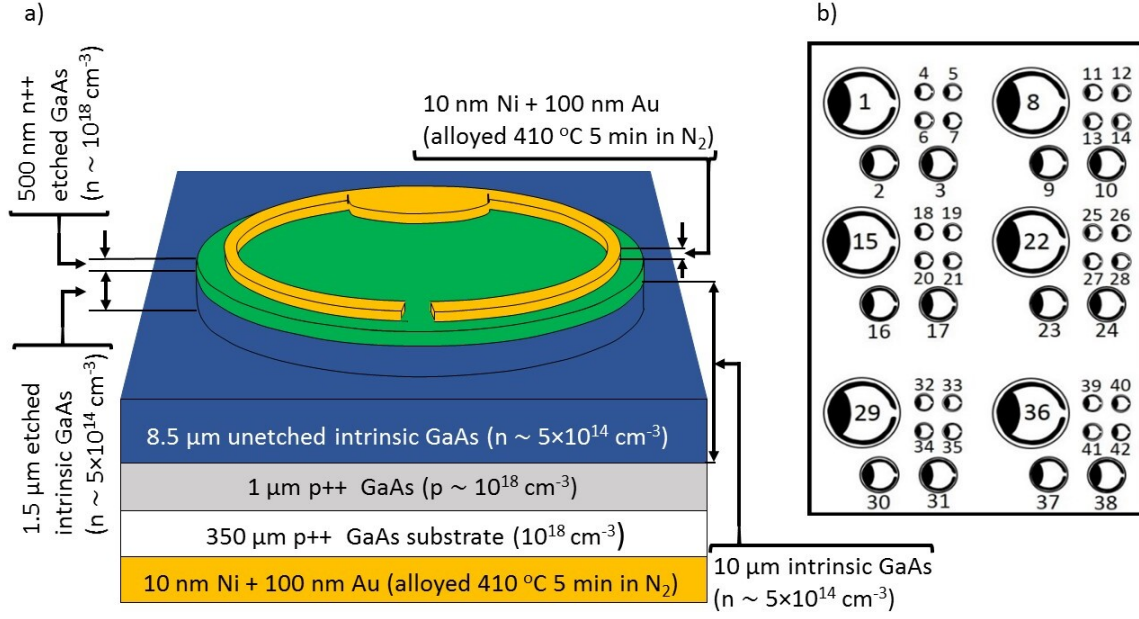 a)
500 nm n++
etched GaAs
(n ~ 10¹⁸ cm⁻³)
10 nm Ni + 100 nm Au
(alloyed 410 ᵒC 5 min in N₂)
1.5 µm etched
intrinsic GaAs
(n ~ 5×10¹⁴ cm⁻³)
8.5 µm unetched intrinsic GaAs (n ~ 5×10¹⁴ cm⁻³)
1 µm p++ GaAs (p ~ 10¹⁸ cm⁻³)
350 µm p++ GaAs substrate (10¹⁸ cm⁻³)
10 nm Ni + 100 nm Au (alloyed 410 ᵒC 5 min in N₂)
10 µm intrinsic GaAs
(n ~ 5×10¹⁴ cm⁻³)
b)
4 5 11 12
1 8
6 7 13 14
2 3 9 10
18 19 25 26
15 22
20 21 27 28
16 17 23 24
32 33 39 40
29 36
34 35 41 42
30 31 37 38